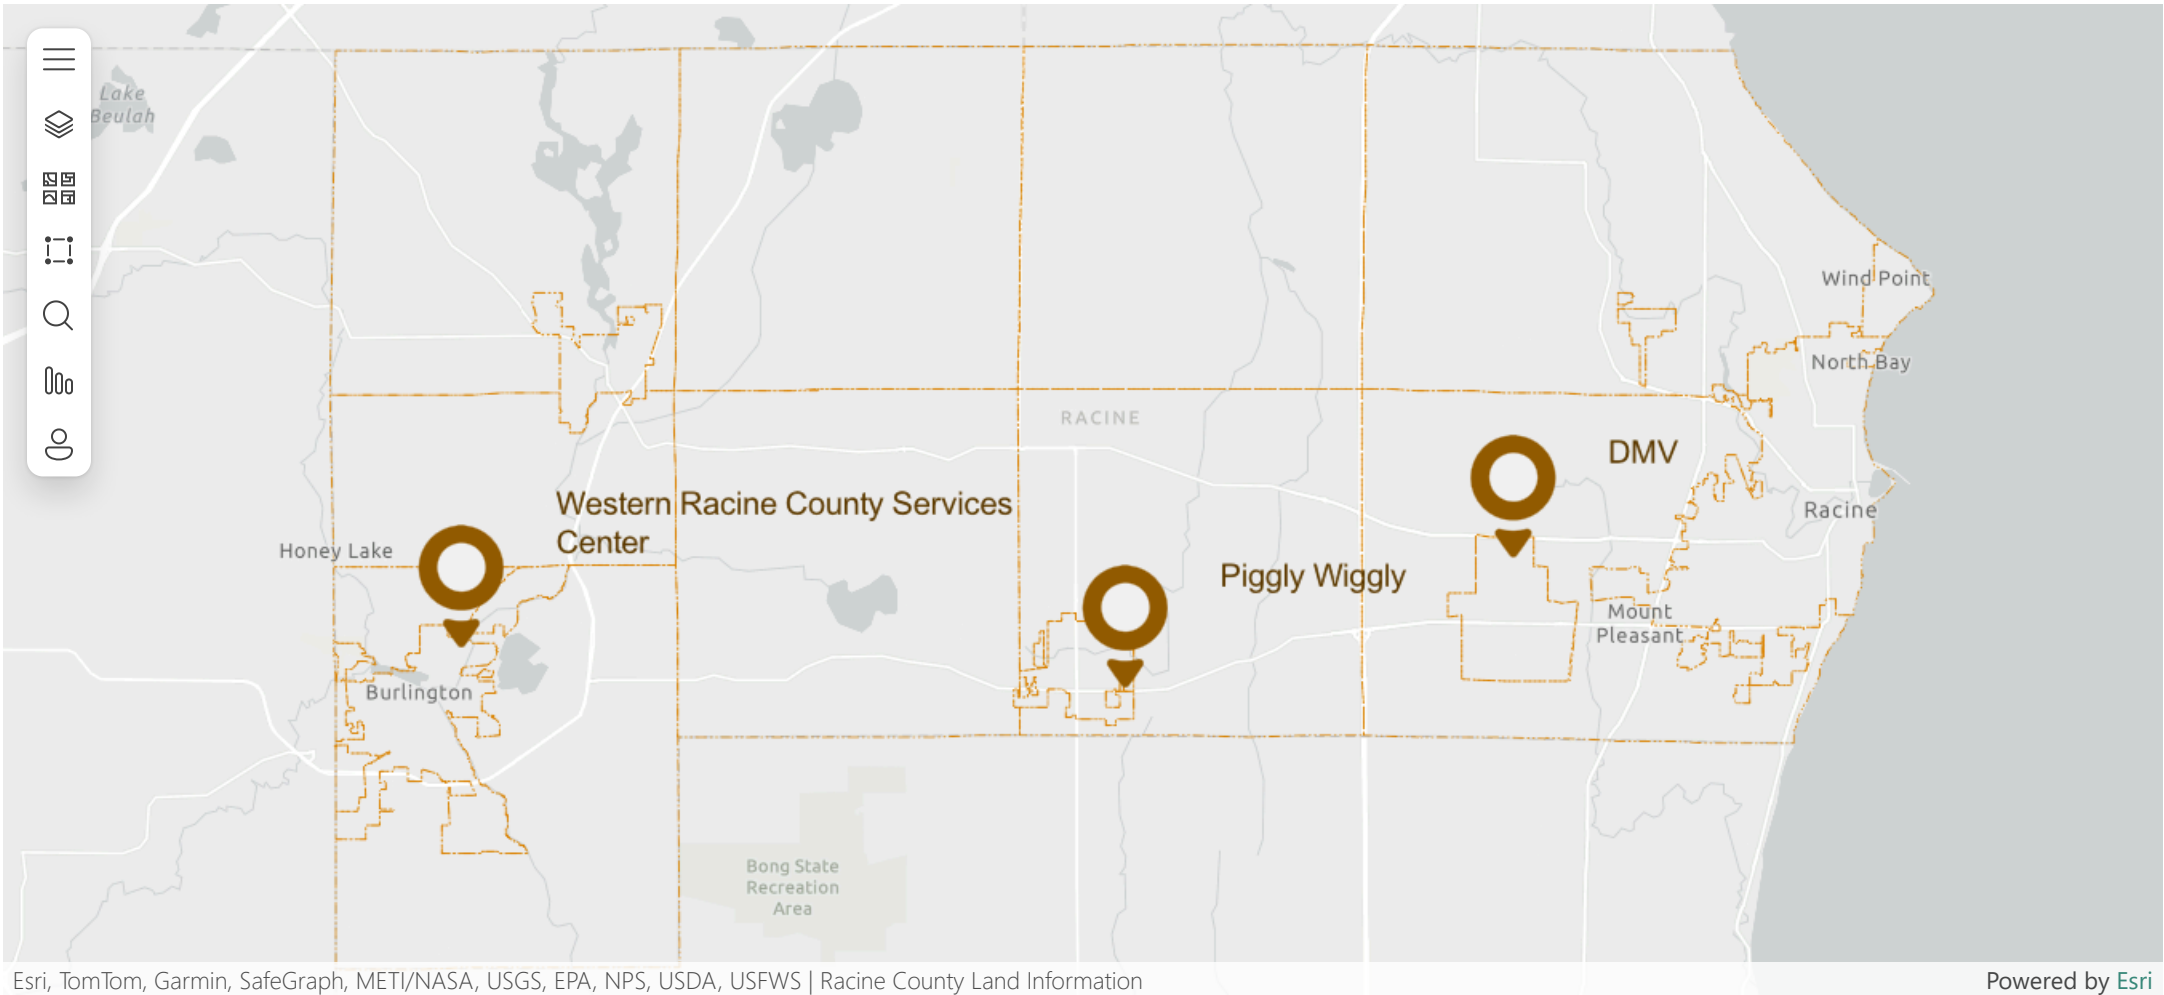 Lake
Beulah
Wind Point
North Bay
RACINE
DMV
Western Racine County Services
Center
Racine
Honey Lake
Piggly Wiggly
Mount
Pleasant
Burlington
Bong State
Recreation
Area
Esri, TomTom, Garmin, SafeGraph, METI/NASA, USGS, EPA, NPS, USDA, USFWS | Racine County Land Information
Powered by Esri